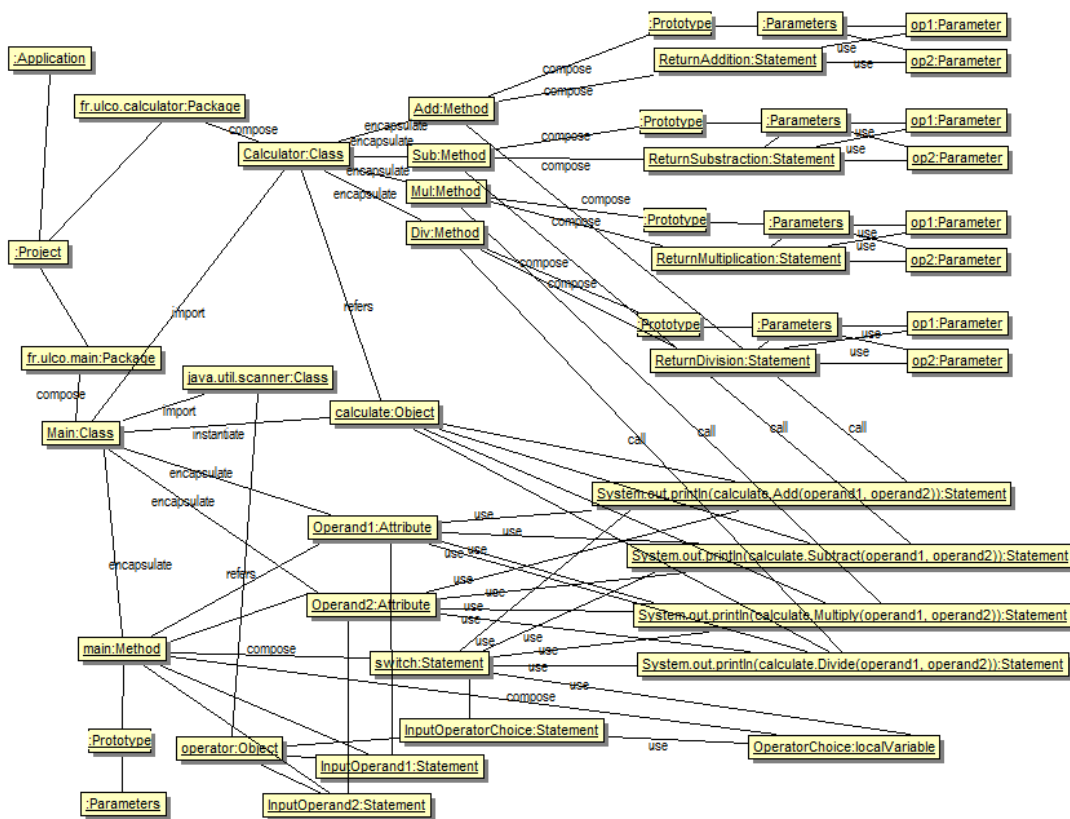 :Prototype
:Parameters
op1:Parameter
use
:Application
ReturnAddition:Statement
use
op2:Parameter
compose
compose
fr.ulco.calculator:Package
Add:Method
compose
encapsulate
:Prototype
:Parameters
op1:Parameter
compose
use
encapsulate
Calculator:Class
Sub:Method
compose
ReturnSubstraction:Statement
use
op2:Parameter
encapsulate
encapsulate
Mul:Method
compose
:Prototype
:Parameters
op1:Parameter
compose
use
Div:Method
use
:Project
ReturnMultiplication:Statement
op2:Parameter
compose
compose
import
refers
:Prototype
:Parameters
op1:Parameter
use
fr.ulco.main:Package
ReturnDivision:Statement
use
op2:Parameter
java.util.scanner:Class
compose
import
calculate:Object
Main:Class
instantiate
call
call
call
call
encapsulate
System.out.println(calculate.Add(operand1, operand2)):Statement
encapsulate
use
Operand1:Attribute
use
use
use
System.out.println(calculate.Subtract(operand1, operand2)):Statement
encapsulate
refers
use
use
Operand2:Attribute
use
use
System.out.println(calculate.Multiply(operand1, operand2)):Statement
main:Method
compose
use
use
use
switch:Statement
use
System.out.println(calculate.Divide(operand1, operand2)):Statement
use
compose
InputOperatorChoice:Statement
:Prototype
operator:Object
use
OperatorChoice:localVariable
InputOperand1:Statement
:Parameters
InputOperand2:Statement